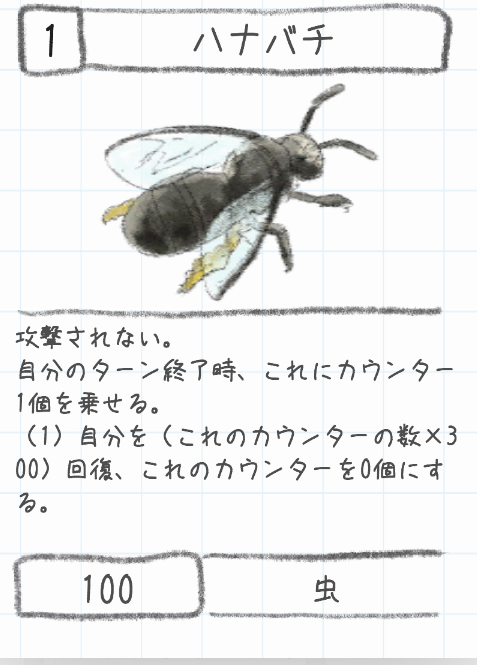 1 ハナバチ
攻撃されない。
自分のターン終了時、これにカウンター
1個を乗せる。
（1）自分を（これのカウンターの数×3
00）回復、これのカウンターを0個にす
る。
100 虫